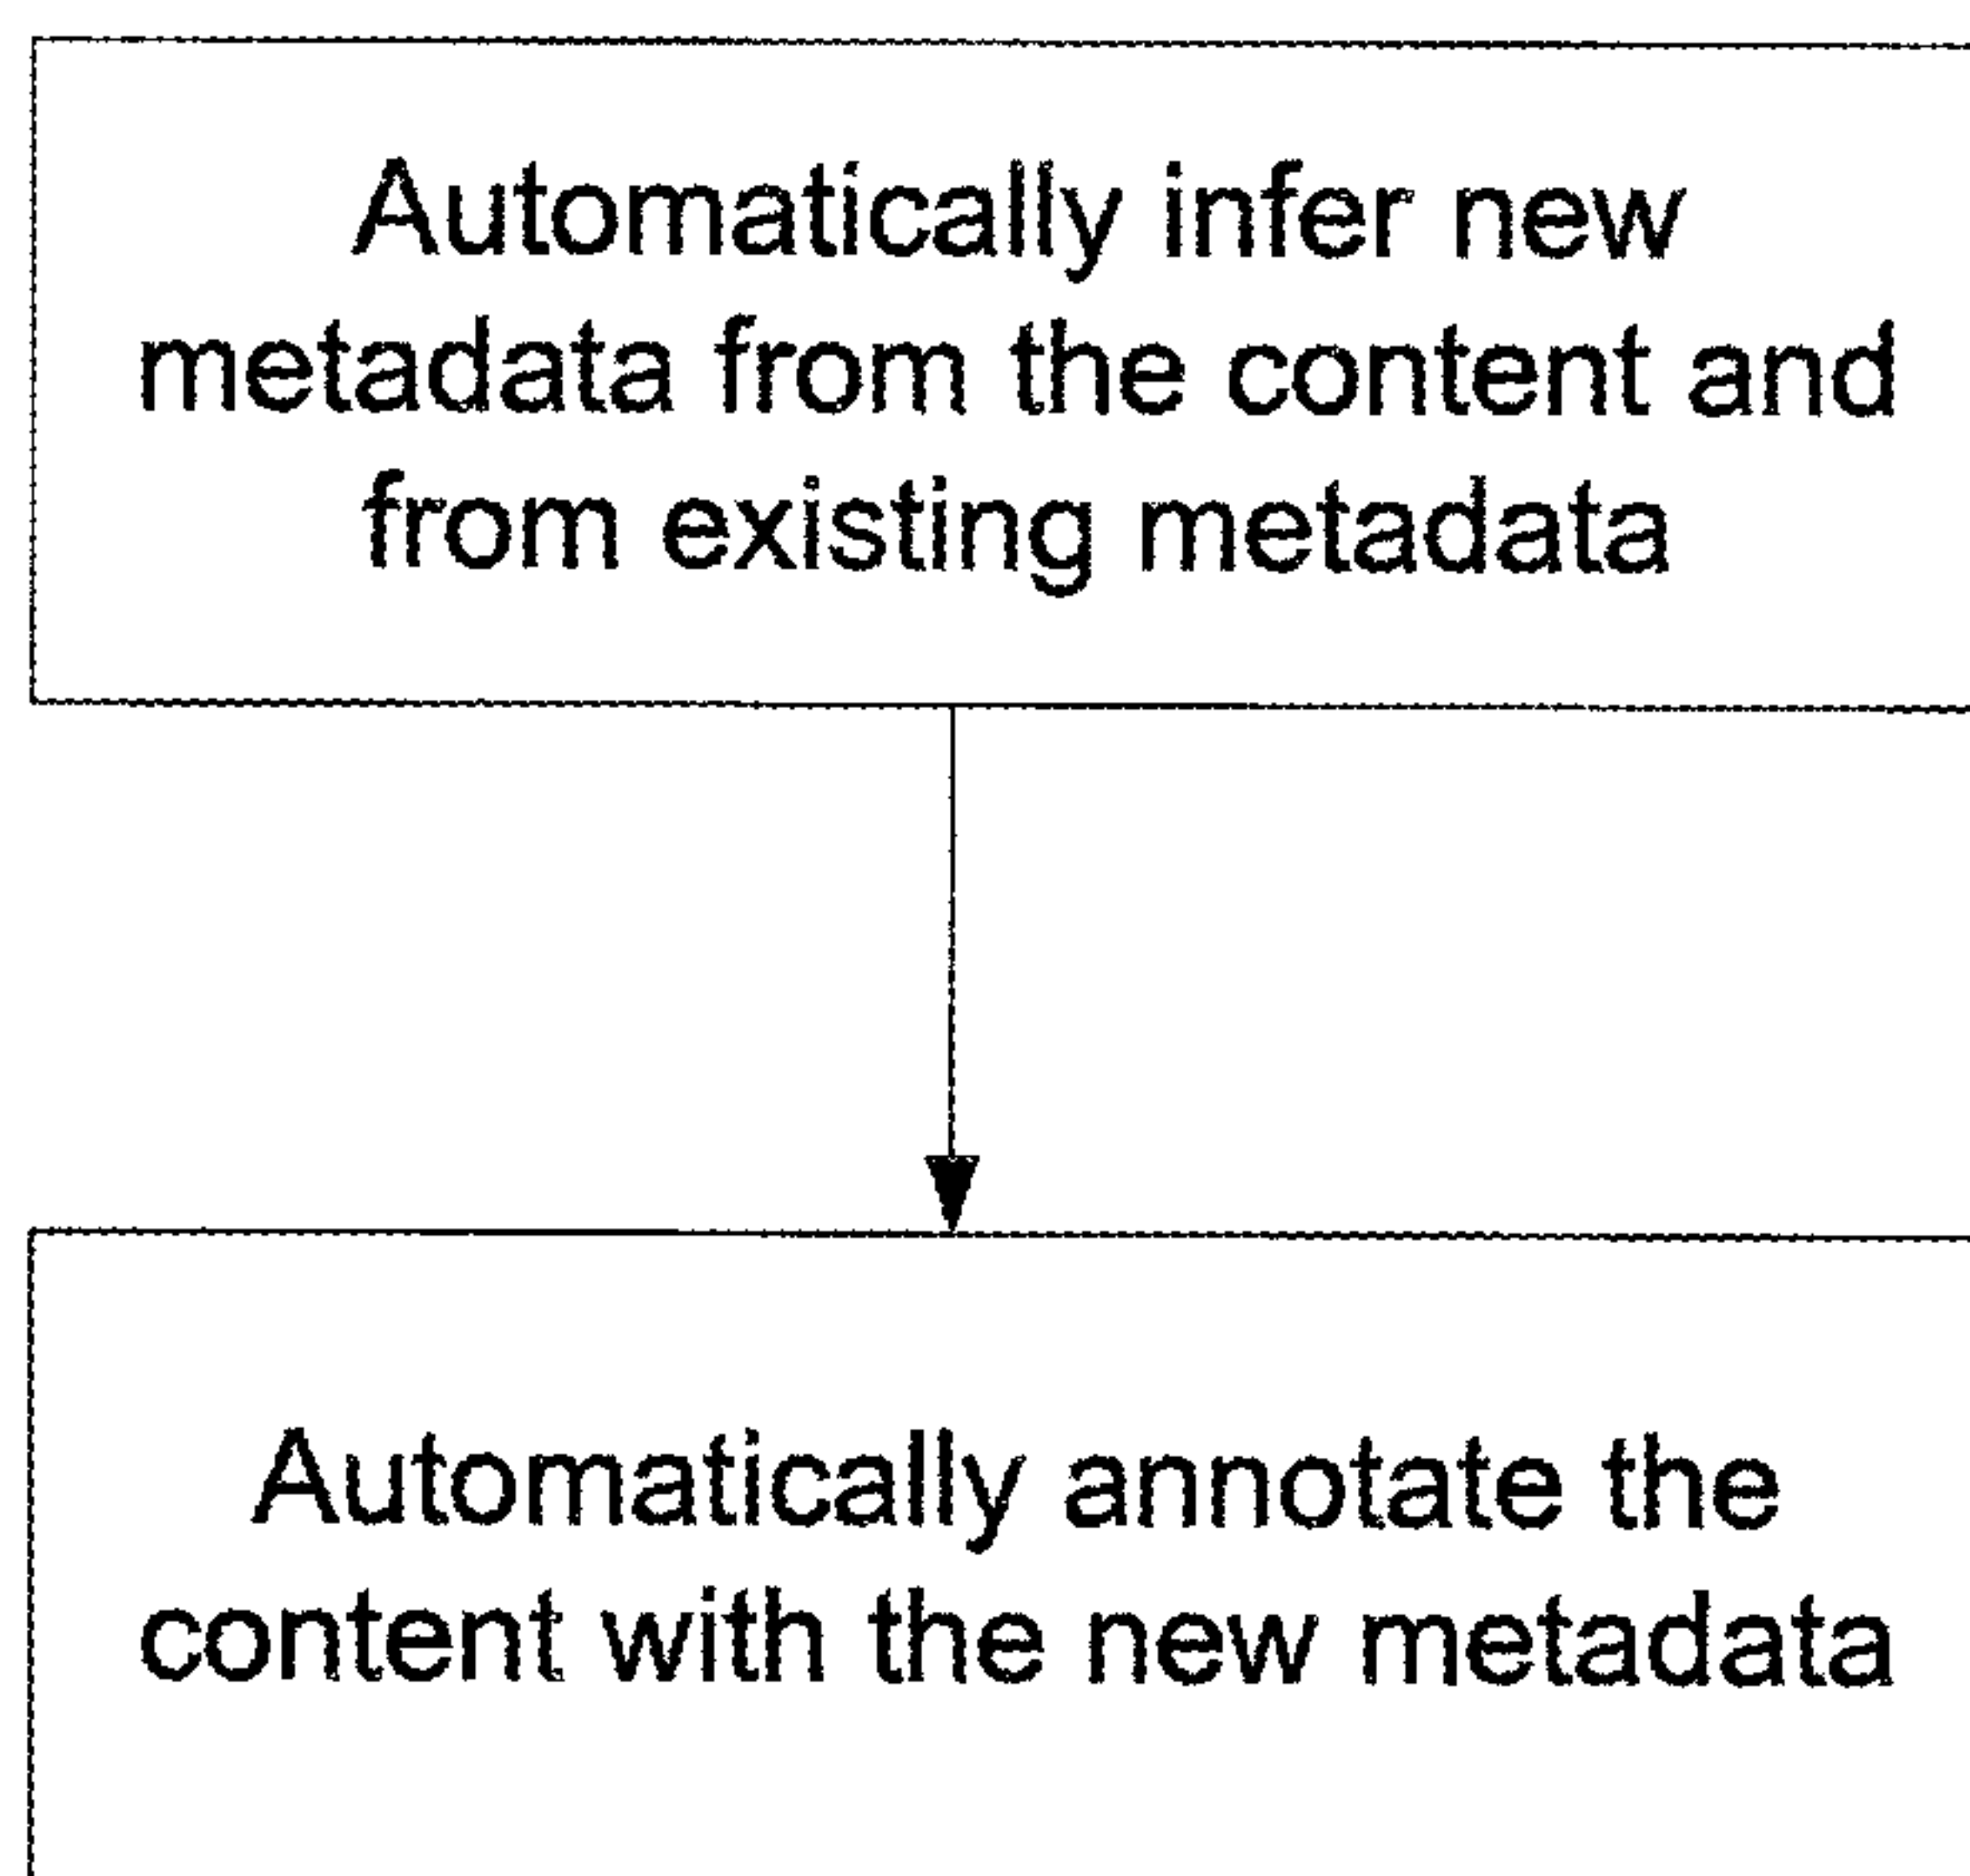 Automatically infer new
metadata from the content and
from existing metadata
Automatically annotate the
content with the new metadata